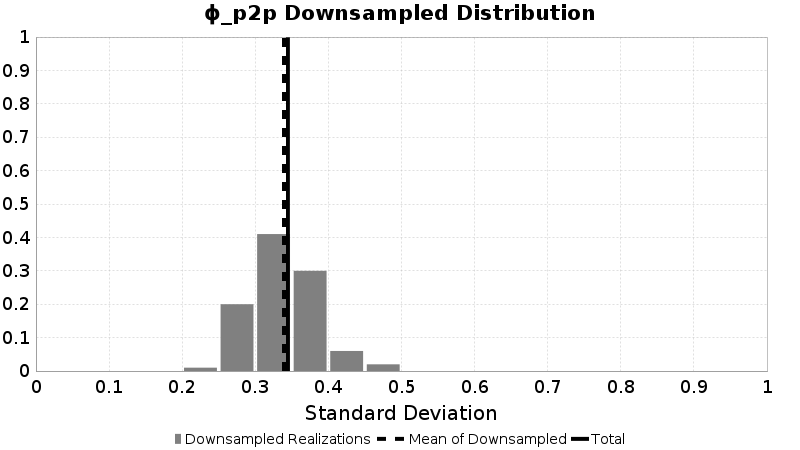 ϕ_p2p Downsampled Distribution
1
0.9
0.8
0.7
0.6
0.5
0.4
0.3
0.2
0.1
0
0 0.1 0.2 0.3 0.4 0.5 0.6 0.7 0.8 0.9 1
Standard Deviation
Downsampled Realizations Mean of Downsampled Total